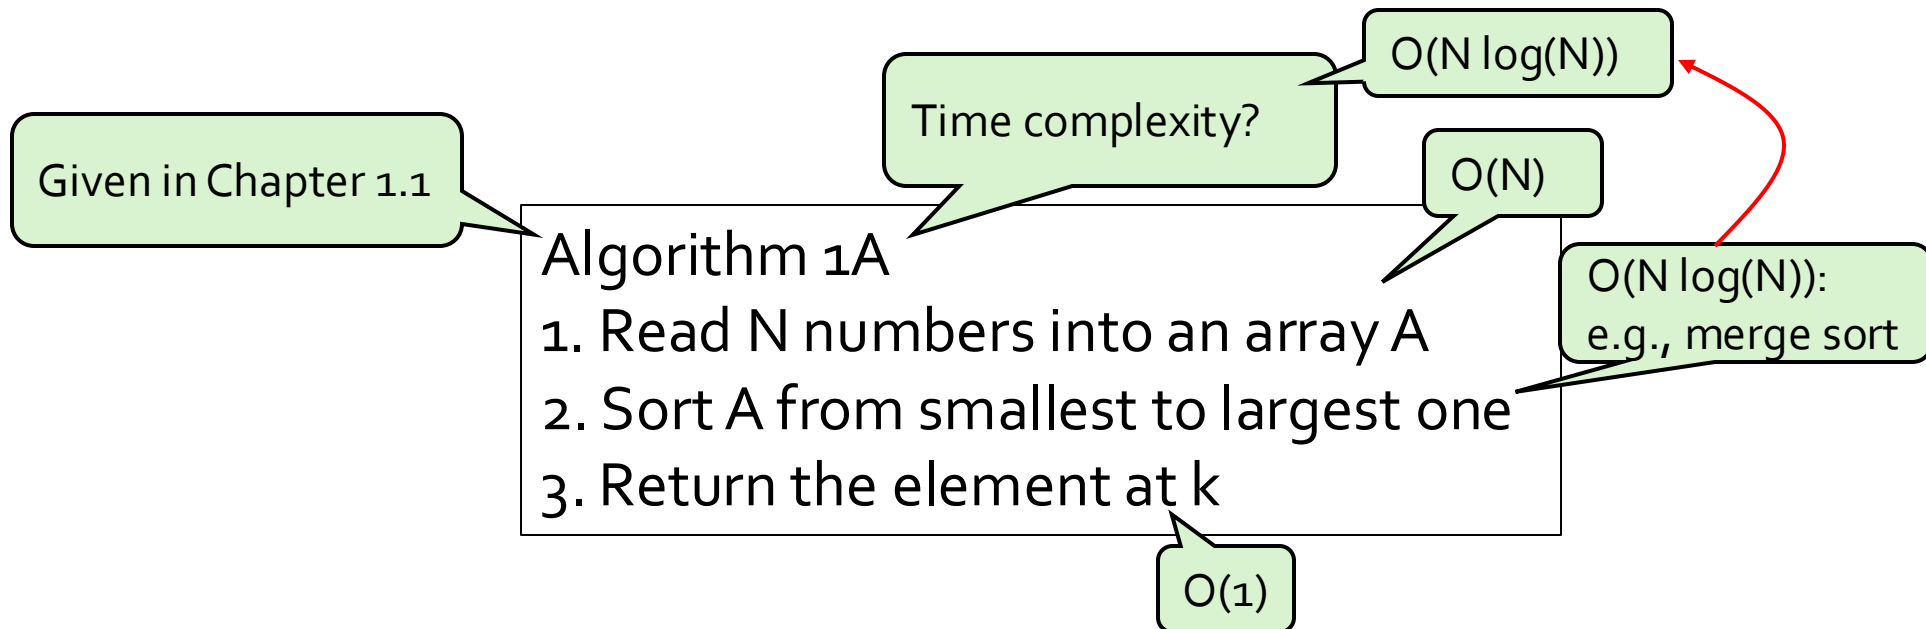 O(N log(N))
Time complexity?
Given in Chapter 1.1
O(N)
Algorithm 1A
1. Read N numbers into an array A
2. Sort A from smallest to largest one
3. Return the element at k
O(N log(N)):
e.g., merge sort
O(1)